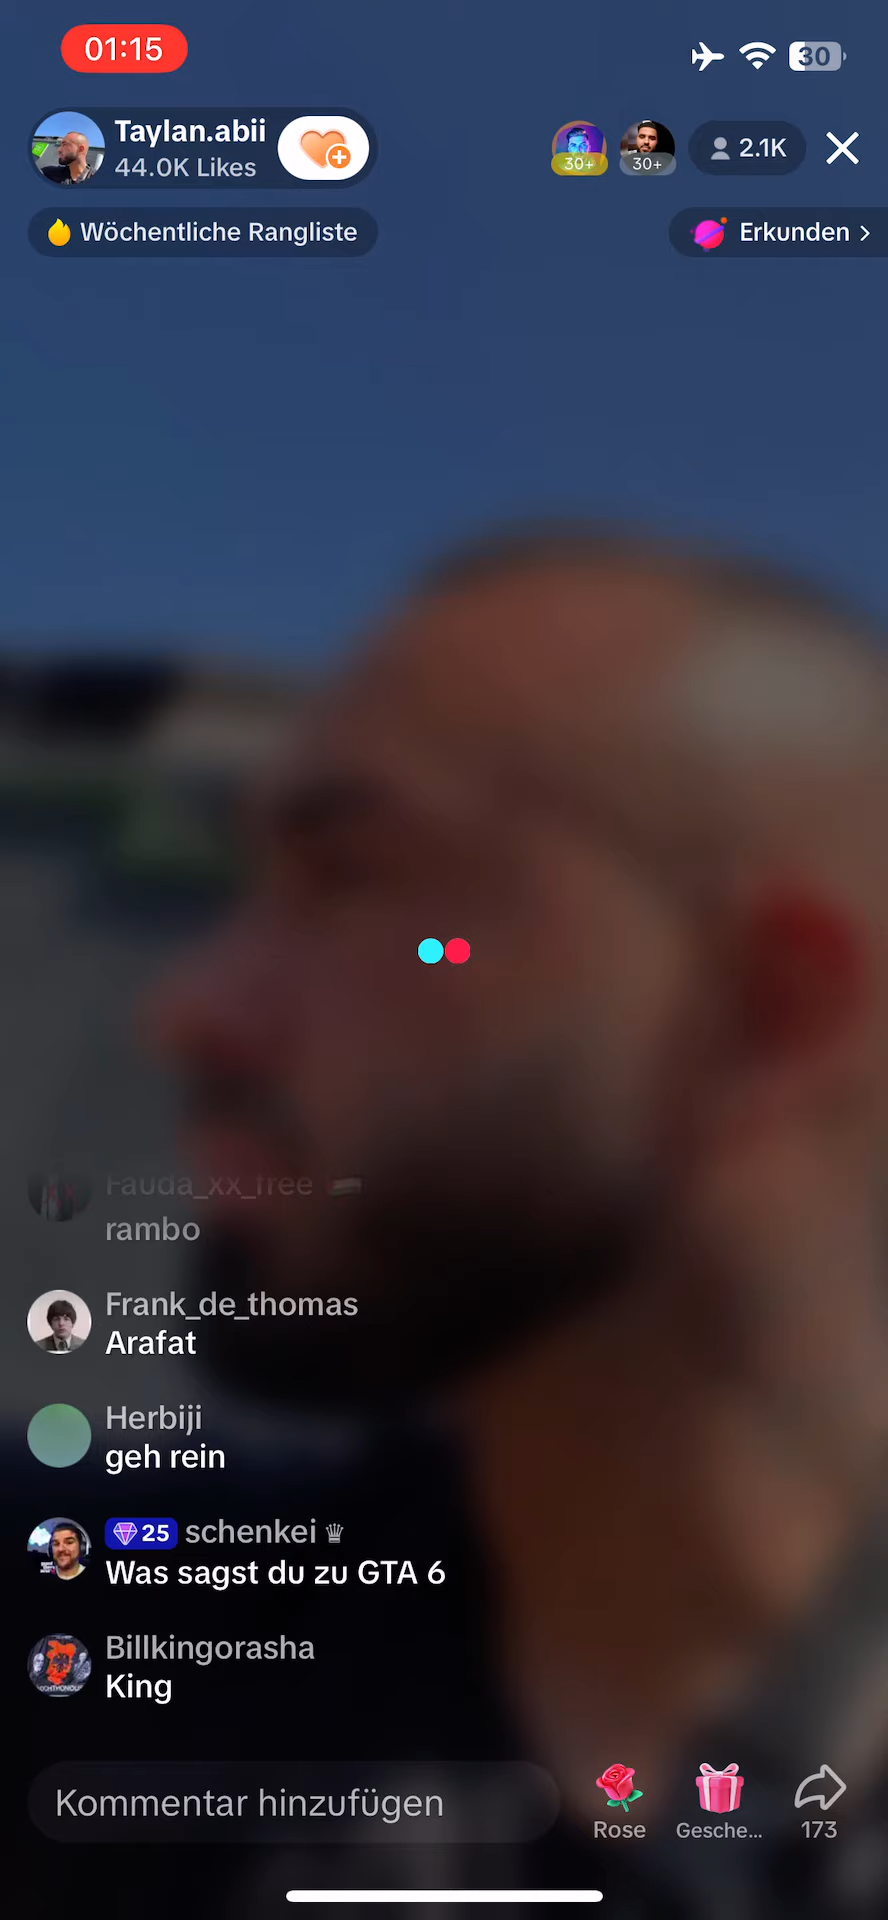 01:15
30
Taylan.abii
44.0K Likes
30+
30+
2.1K
Wöchentliche Rangliste
Erkunden
Fauda_xx_free
rambo
Frank_de_thomas
Arafat
Herbiji
geh rein
25 schenkei
Was sagst du zu GTA 6
Billkingorasha
King
Kommentar hinzufügen
Rose
Gesche...
173